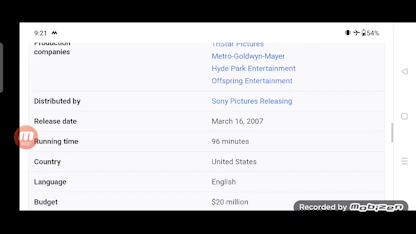 9:21 54%
Production
companies
TriStar Pictures
Metro-Goldwyn-Mayer
Hyde Park Entertainment
Offspring Entertainment
Distributed by Sony Pictures Releasing
Release date March 16, 2007
Running time 96 minutes
Country United States
Language English
Budget $20 million
Recorded by Mobizen